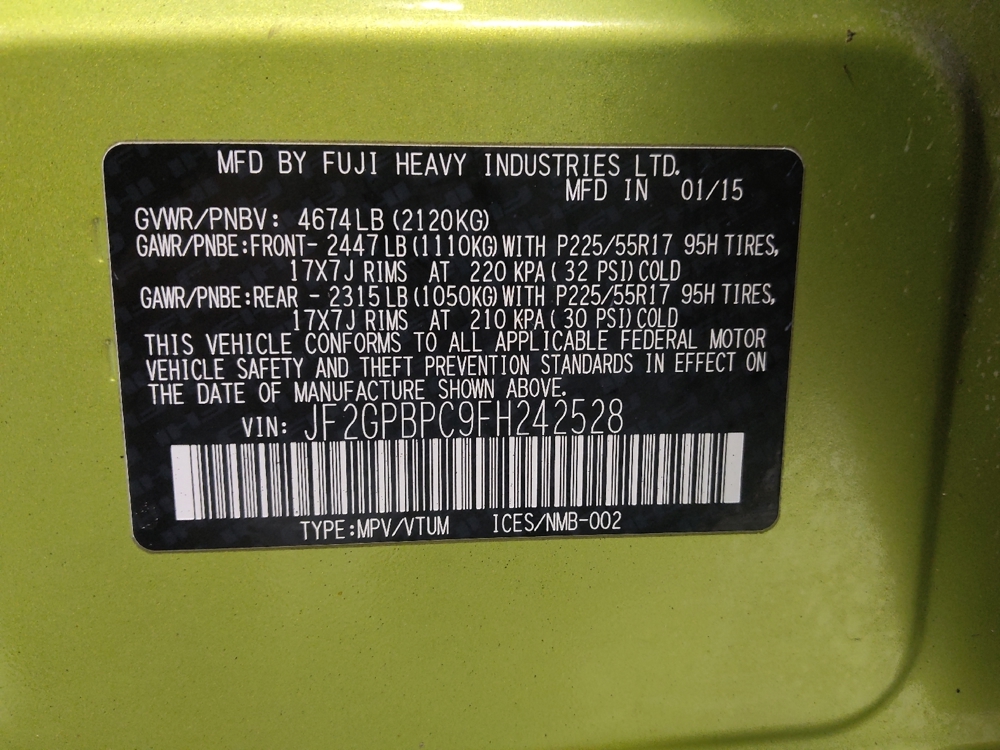 MFD BY FUJI HEAVY INDUSTRIES LTD.
MFD IN 01/15
GVWR/PNBV: 4674LB (2120KG)
GAWR/PNBE:FRONT- 2447LB (1110KG) WITH P225/55R17 95H TIRES,
17X7J RIMS AT 220 KPA ( 32 PSI) COLD
GAWR/PNBE:REAR - 2315LB (1050KG) WITH P225/55R17 95H TIRES,
17X7J RIMS AT 210 KPA ( 30 PSI) COLD
THIS VEHICLE CONFORMS TO ALL APPLICABLE FEDERAL MOTOR
VEHICLE SAFETY AND THEFT PREVENTION STANDARDS IN EFFECT ON
THE DATE OF MANUFACTURE SHOWN ABOVE.
VIN: JF2GPBPC9FH242528
TYPE:MPV/VTUM ICES/NMB-002